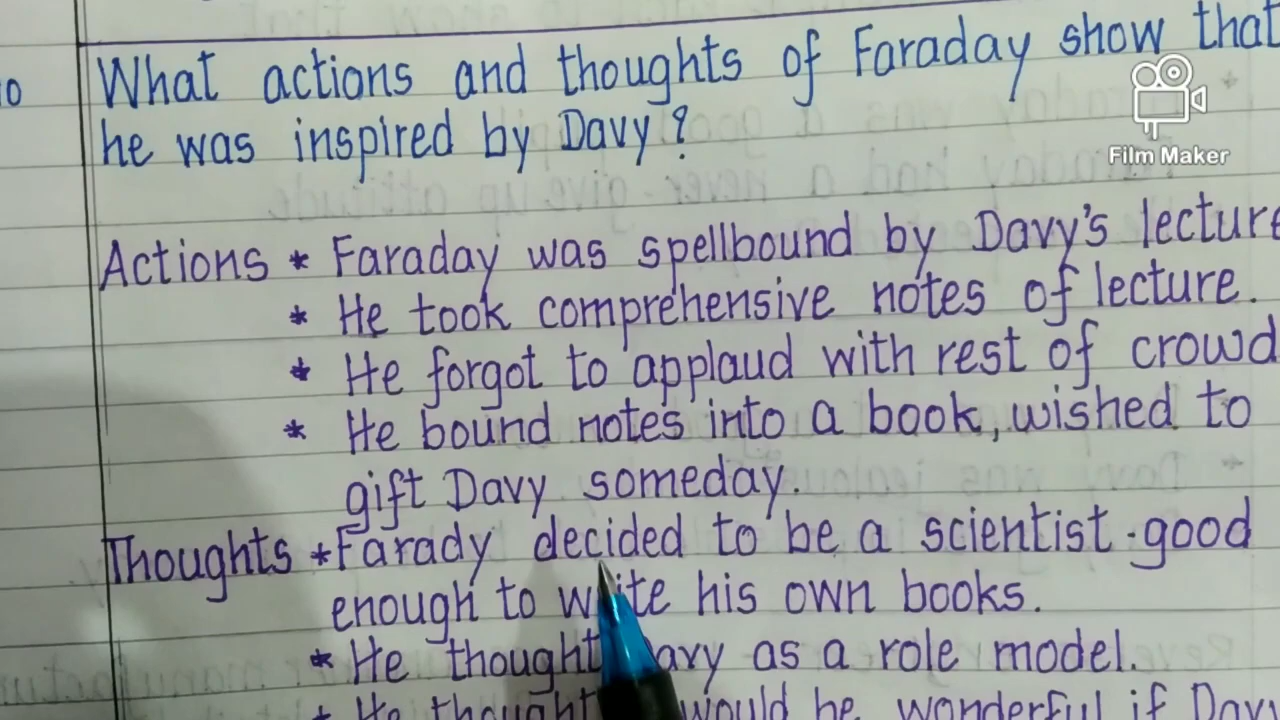 10 What actions and thoughts of Faraday show that
he was inspired by Davy?
Film Maker
Actions * Faraday was spellbound by Davy's lecture
* He took comprehensive notes of lecture.
* He forgot to applaud with rest of crowd
* He bound notes into a book, wished to
gift Davy someday.
Thoughts * Farady decided to be a scientist - good
enough to write his own books.
* He thought Davy as a role model.
* He thought would be wonderful if Davy